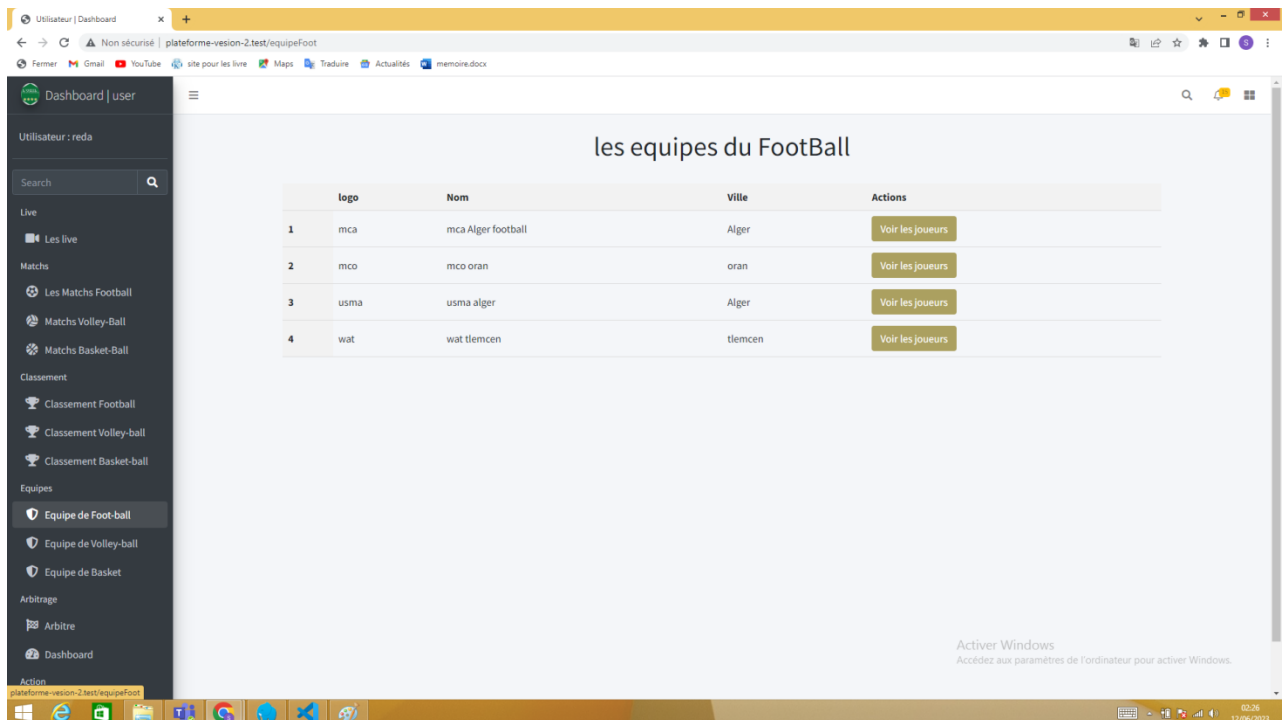 Utilisateur | Dashboard
Non sécurisé | plateforme-vesion-2.test/equipeFoot
Fermer Gmail YouTube site pour les livre Maps Traduire Actualités memoire.docx
S
Dashboard | user
Utilisateur : reda
Search
Live
Les live
Matchs
Les Matchs Football
Matchs Volley-Ball
Matchs Basket-Ball
Classement
Classement Football
Classement Volley-ball
Classement Basket-ball
Equipes
Equipe de Foot-ball
Equipe de Volley-ball
Equipe de Basket
Arbitrage
Arbitre
Dashboard
Action
plateforme-vesion-2.test/equipeFoot
les equipes du FootBall
logo Nom Ville Actions
1 mca mca Alger football Alger Voir les joueurs
2 mco mco oran oran Voir les joueurs
3 usma usma alger Alger Voir les joueurs
4 wat wat tlemcen tlemcen Voir les joueurs
Activer Windows
Accédez aux paramètres de l'ordinateur pour activer Windows.
02:26
12/06/2023